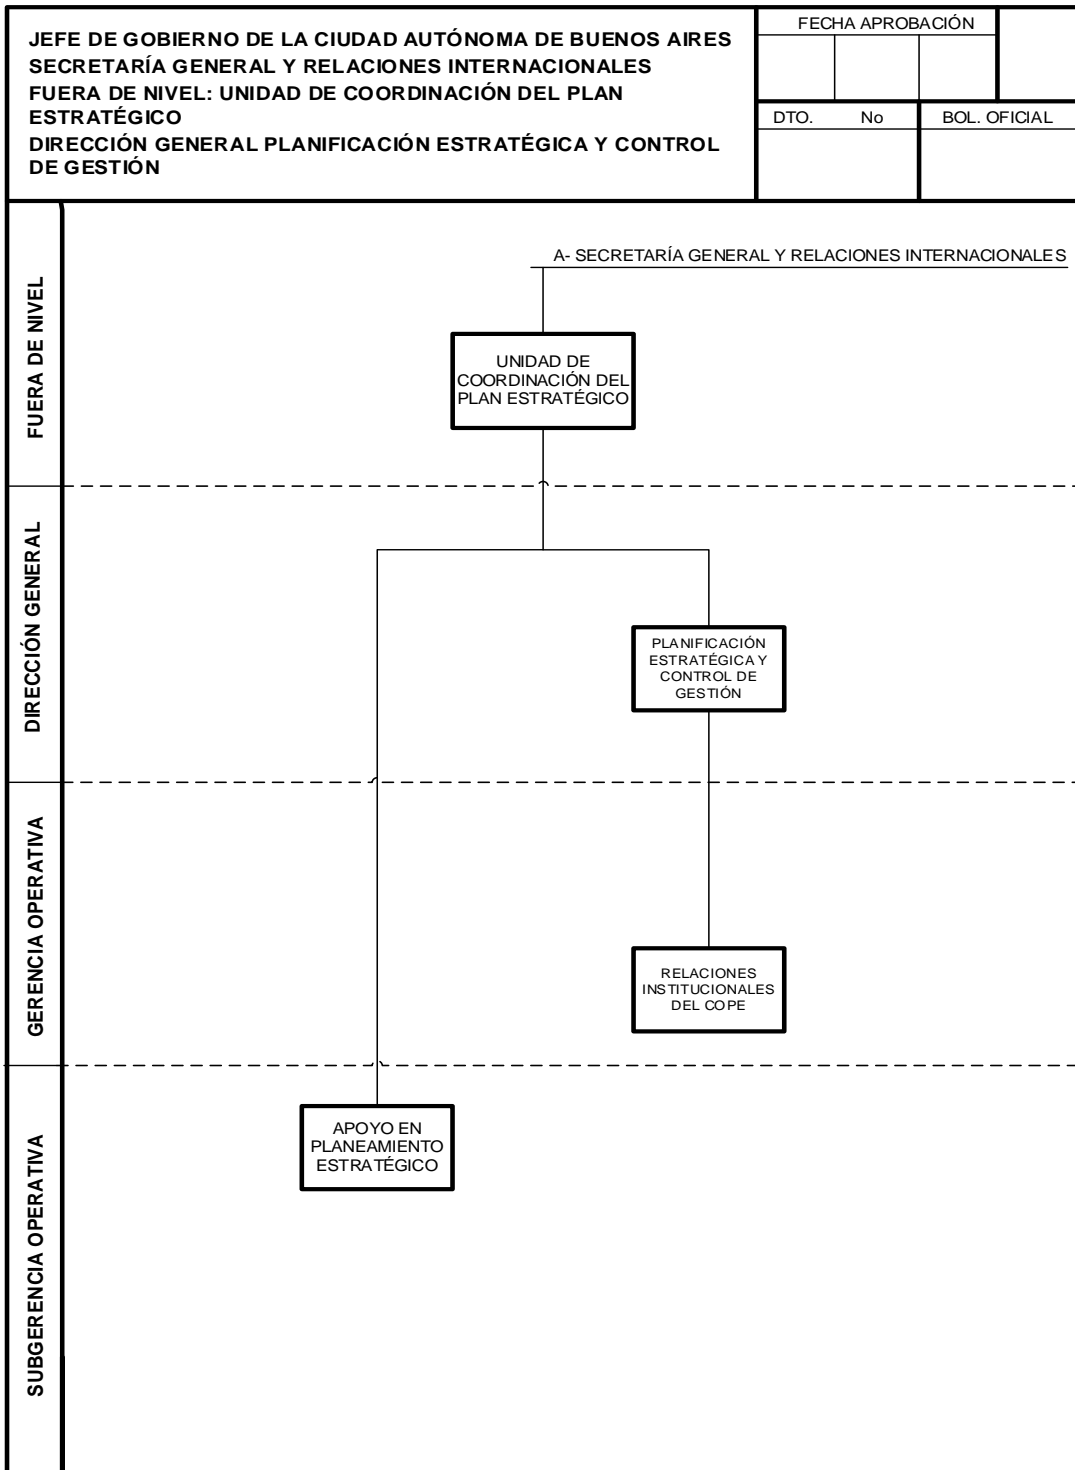 JEFE DE GOBIERNO DE LA CIUDAD AUTÓNOMA DE BUENOS AIRES
SECRETARÍA GENERAL Y RELACIONES INTERNACIONALES
FUERA DE NIVEL: UNIDAD DE COORDINACIÓN DEL PLAN
ESTRATÉGICO
DIRECCIÓN GENERAL PLANIFICACIÓN ESTRATÉGICA Y CONTROL
DE GESTIÓN
FECHA APROBACIÓN
DTO. No
BOL. OFICIAL
FUERA DE NIVEL
A- SECRETARÍA GENERAL Y RELACIONES INTERNACIONALES
UNIDAD DE
COORDINACIÓN DEL
PLAN ESTRATÉGICO
DIRECCIÓN GENERAL
PLANIFICACIÓN
ESTRATÉGICA Y
CONTROL DE
GESTIÓN
GERENCIA OPERATIVA
RELACIONES
INSTITUCIONALES
DEL COPE
SUBGERENCIA OPERATIVA
APOYO EN
PLANEAMIENTO
ESTRATÉGICO